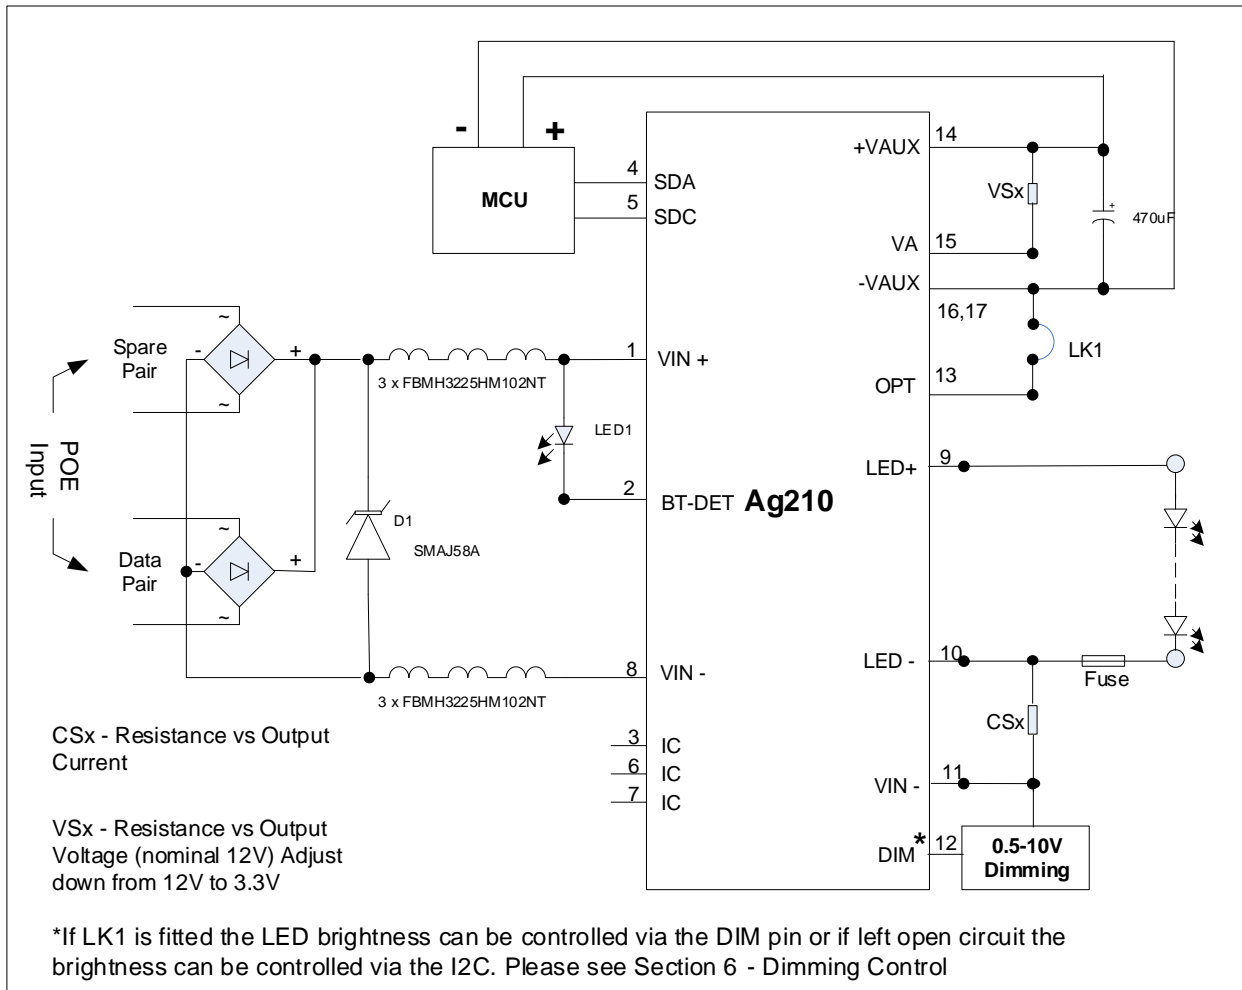 -
+
MCU
4
SDA
5
SDC
+VAUX
14
VSx
+
470uF
VA
15
-VAUX
16,17
LK1
OPT
13
~
Spare
Pair
-
+
~
3 x FBMH3225HM102NT
1
VIN +
LED1
2
BT-DET
Ag210
POE
Input
D1
SMAJ58A
~
Data
Pair
-
+
~
LED+
9
LED -
10
Fuse
8
VIN -
3 x FBMH3225HM102NT
CSx
3
IC
6
IC
7
IC
VIN -
11
DIM
*
12
0.5-10V
Dimming
CSx - Resistance vs Output
Current
VSx - Resistance vs Output
Voltage (nominal 12V) Adjust
down from 12V to 3.3V
*If LK1 is fitted the LED brightness can be controlled via the DIM pin or if left open circuit the
brightness can be controlled via the I2C. Please see Section 6 - Dimming Control